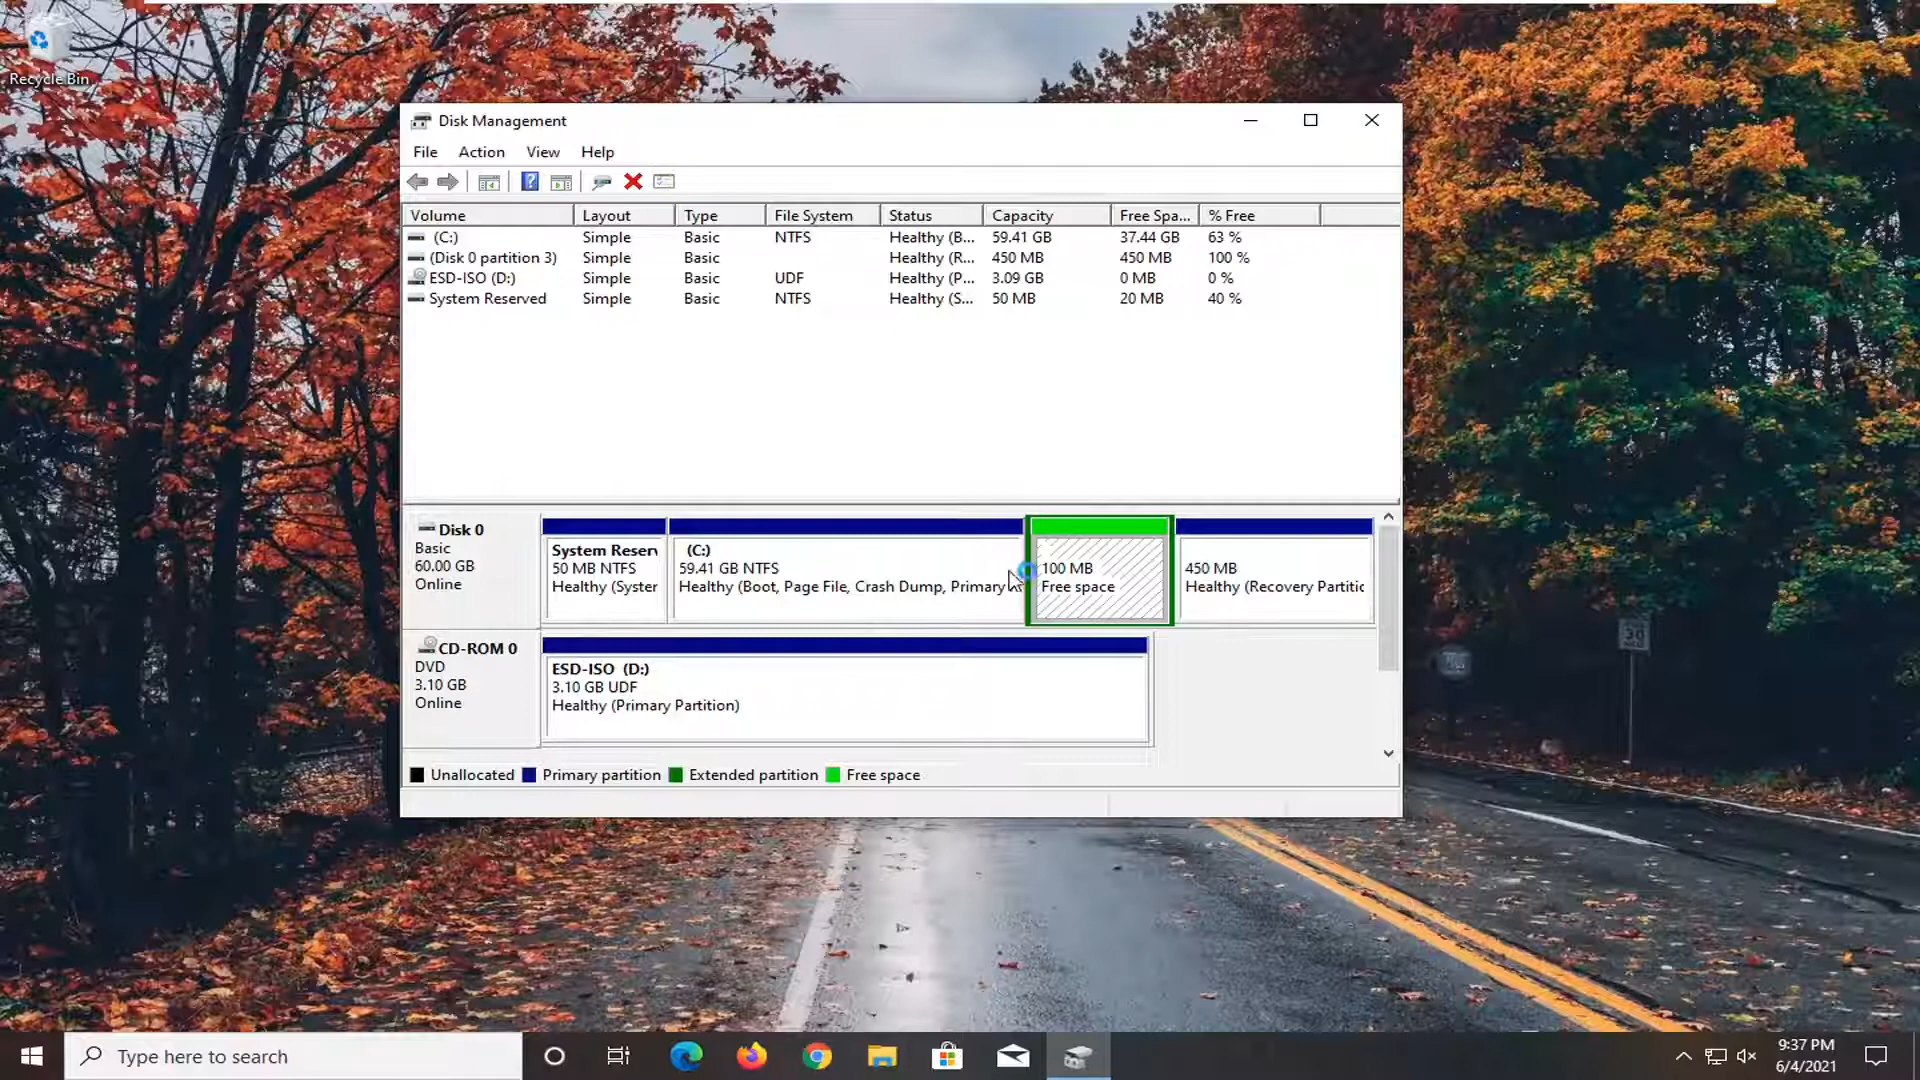 Recycle Bin
Disk Management
File Action View Help
Volume Layout Type File System Status Capacity Free Spa... % Free
(C:) Simple Basic NTFS Healthy (B... 59.41 GB 37.44 GB 63 %
(Disk 0 partition 3) Simple Basic Healthy (R... 450 MB 450 MB 100 %
ESD-ISO (D:) Simple Basic UDF Healthy (P... 3.09 GB 0 MB 0 %
System Reserved Simple Basic NTFS Healthy (S... 50 MB 20 MB 40 %
Disk 0
Basic
60.00 GB
Online
System Reserv
50 MB NTFS
Healthy (Syster
(C:)
59.41 GB NTFS
Healthy (Boot, Page File, Crash Dump, Primary
100 MB
Free space
450 MB
Healthy (Recovery Partitic
CD-ROM 0
DVD
3.10 GB
Online
ESD-ISO (D:)
3.10 GB UDF
Healthy (Primary Partition)
Unallocated Primary partition Extended partition Free space
30
Type here to search
9:37 PM
6/4/2021